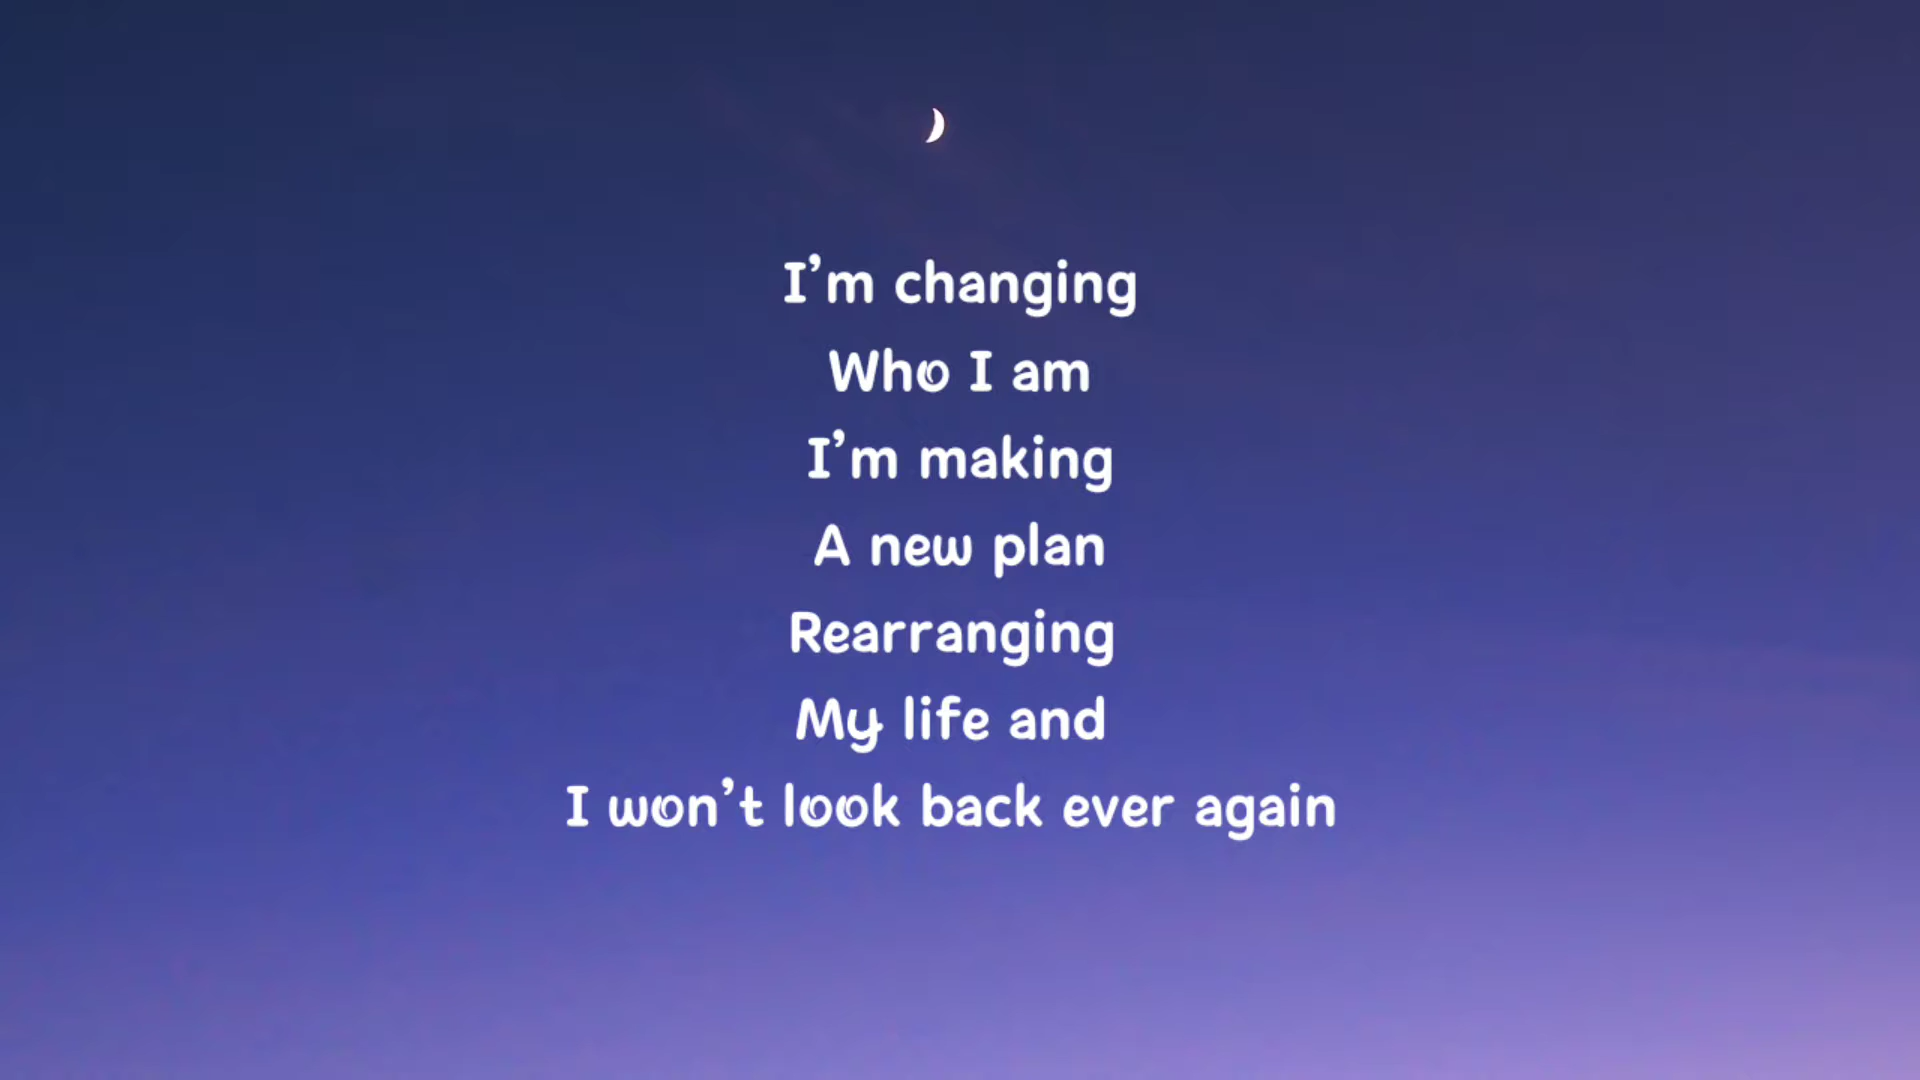 I’m changing
Who I am
I’m making
A new plan
Rearranging
My life and
I won’t look back ever again